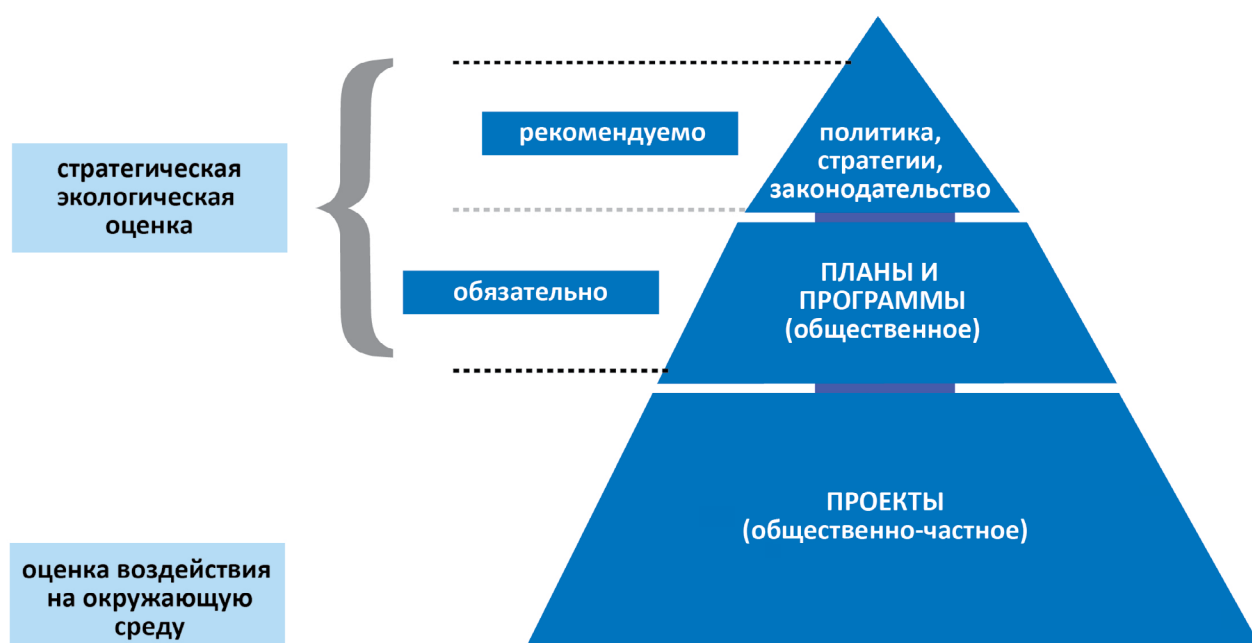 стратегическая
экологическая
оценка
рекомендуемо
обязательно
политика,
стратегии,
законодательство
ПЛАНЫ И
ПРОГРАММЫ
(общественное)
ПРОЕКТЫ
(общественно-частное)
оценка воздействия
на окружающую
среду